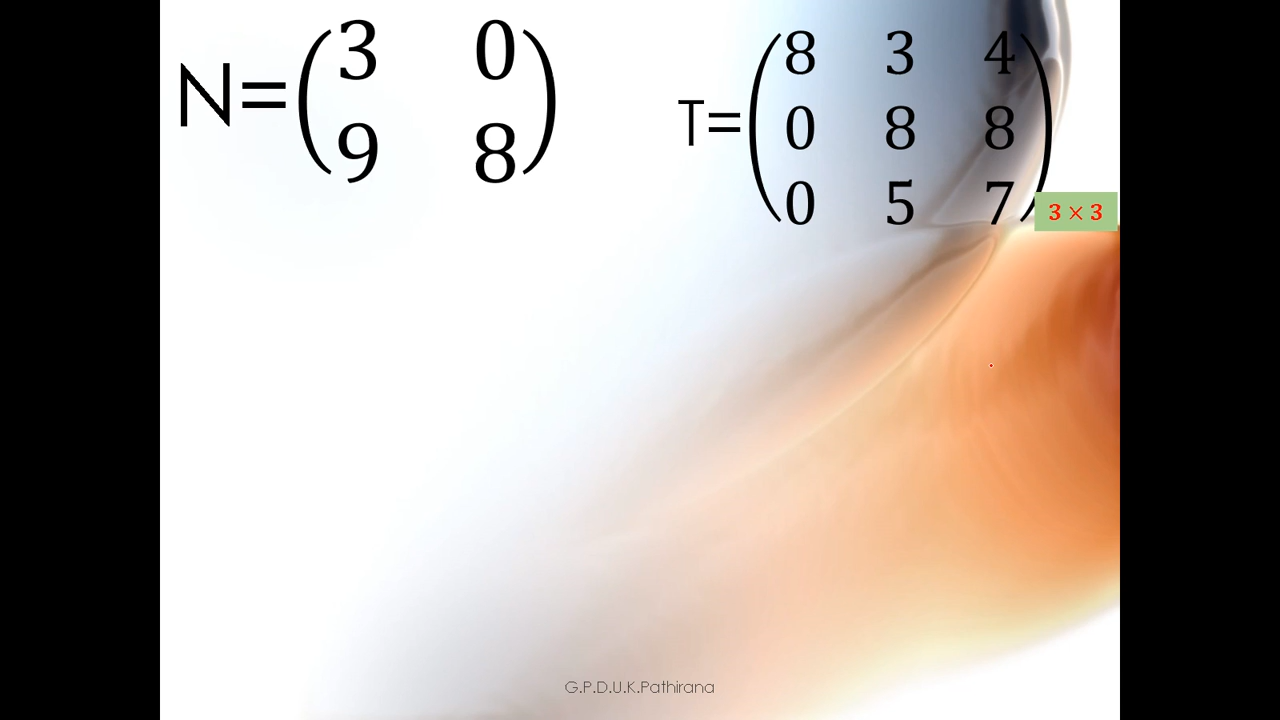 N=(3 0
9 8)
T=(8 3 4
0 8 8
0 5 7)
3 × 3
G.P.D.U.K.Pathirana